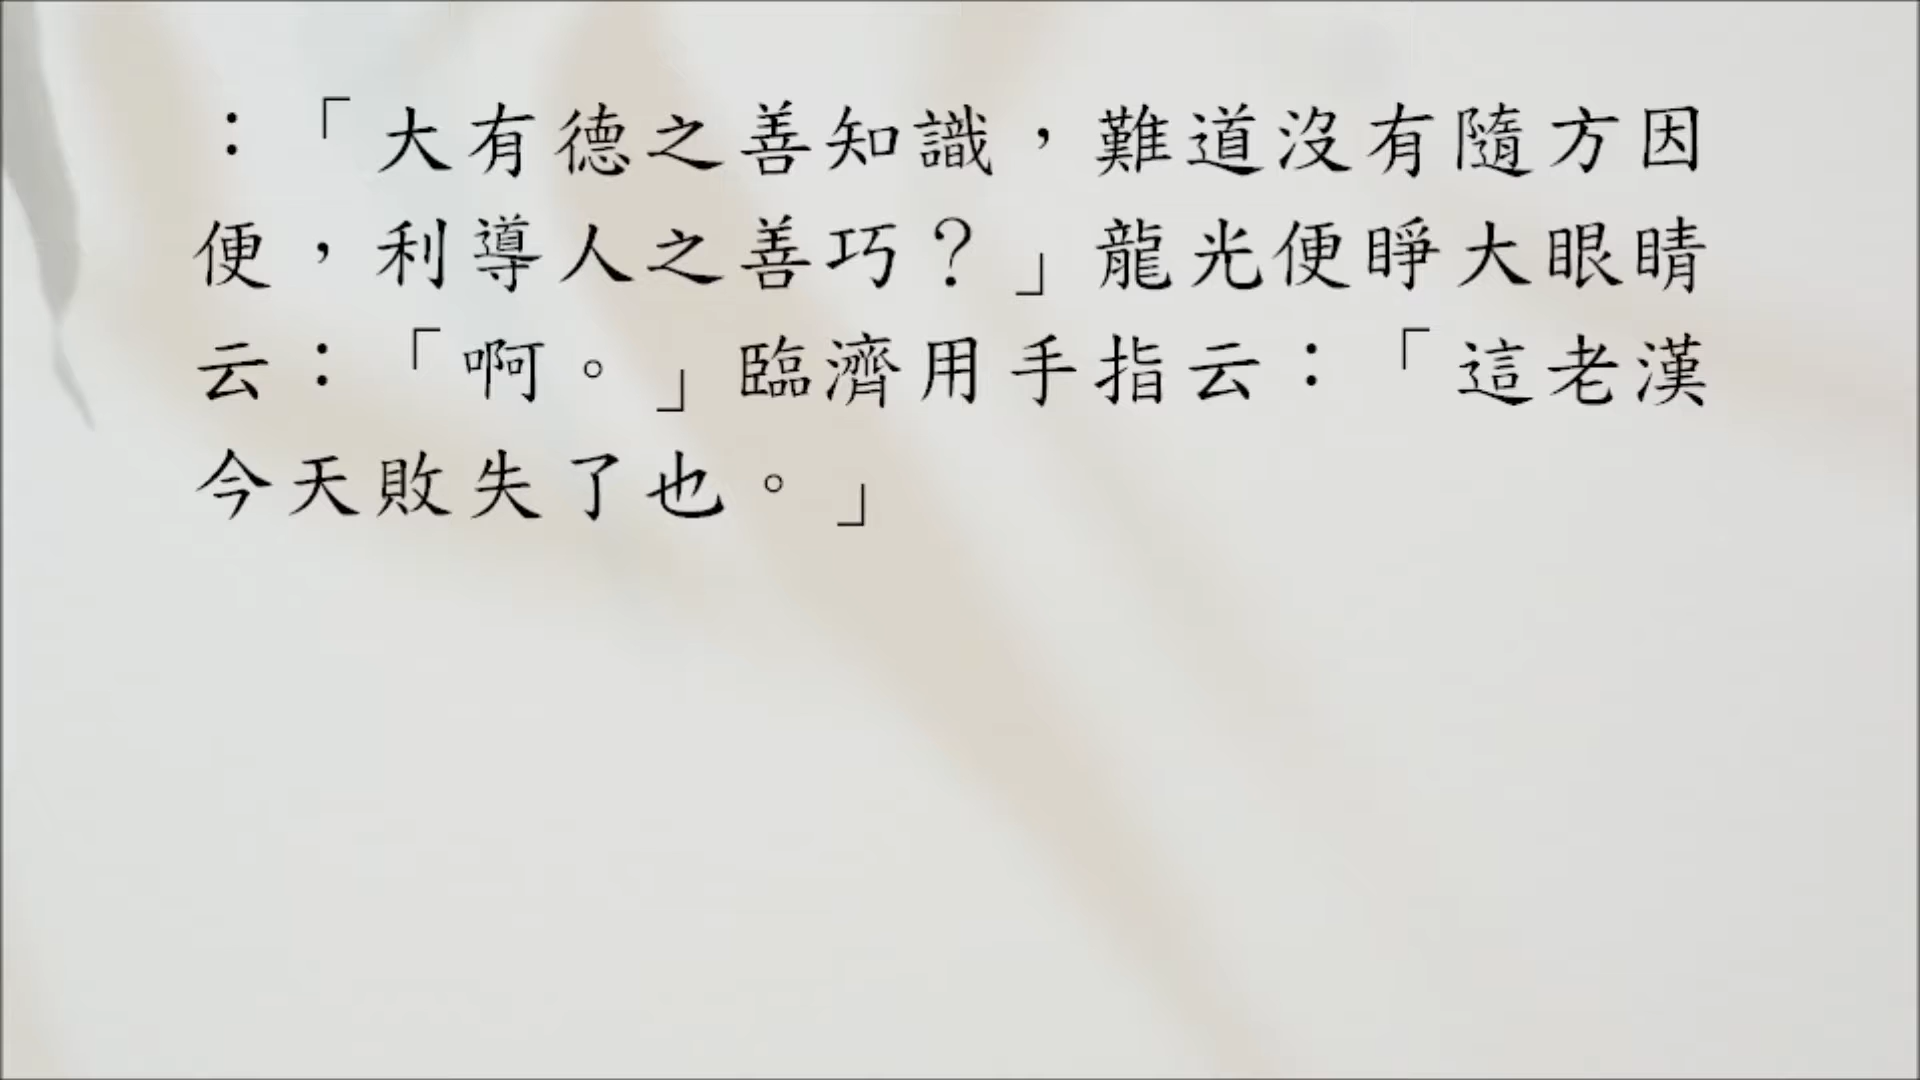 ：「大有德之善知識，難道沒有隨方因
便，利導人之善巧？」龍光便睜大眼睛
云：「啊。」臨濟用手指云：「這老漢
今天敗失了也。」